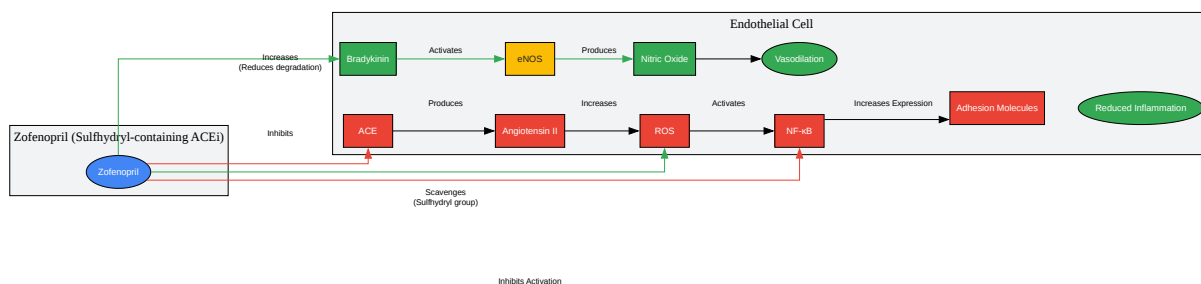 Endothelial Cell
Increases
(Reduces degradation)
Bradykinin
Activates
eNOS
Produces
Nitric Oxide
Vasodilation
Produces
Increases
Activates
Increases Expression
Adhesion Molecules
Reduced Inflammation
Zofenopril (Sulfhydryl-containing ACEi)
Inhibits
ACE
Angiotensin II
ROS
NF-κB
Zofenopril
Scavenges
(Sulfhydryl group)
Inhibits Activation